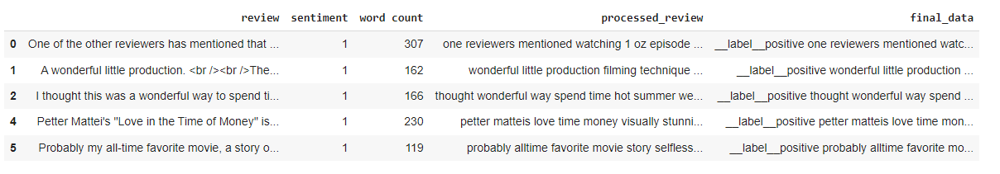 review sentiment word count processed_review final_data
0 One of the other reviewers has mentioned that ... 1 307 one reviewers mentioned watching 1 oz episode ... __label__positive one reviewers mentioned watc...
1 A wonderful little production. <br /><br />The... 1 162 wonderful little production filming technique ... __label__positive wonderful little production ...
2 I thought this was a wonderful way to spend ti... 1 166 thought wonderful way spend time hot summer we... __label__positive thought wonderful way spend ...
4 Petter Mattei's "Love in the Time of Money" is... 1 230 petter matteis love time money visually stunni... __label__positive petter matteis love time mon...
5 Probably my all-time favorite movie, a story o... 1 119 probably alltime favorite movie story selfless... __label__positive probably alltime favorite mo...